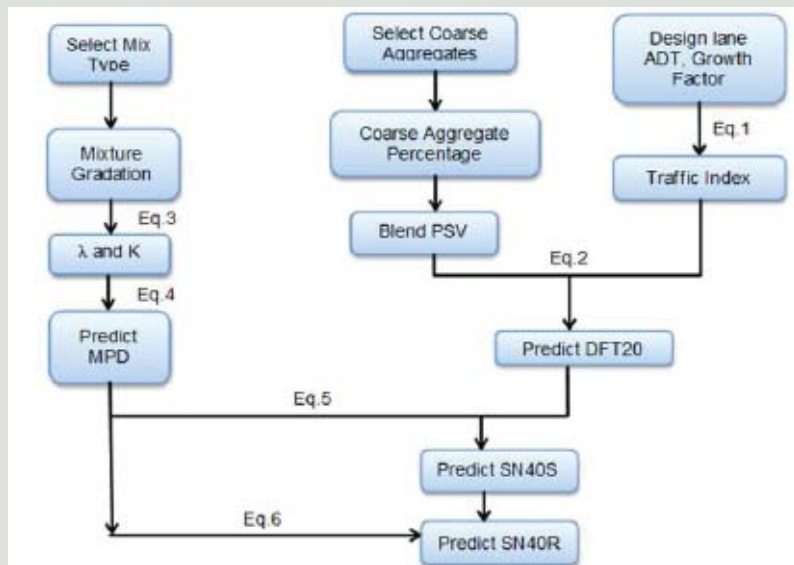 Select Mix
Type
Mixture
Gradation
Eq.3
λ and K
Eq.4
Predict
MPD
Select Coarse
Aggregates
Coarse Aggregate
Percentage
Blend PSV
Design lane
ADT, Growth
Factor
Eq.1
Traffic Index
Eq.2
Predict DFT20
Eq.5
Predict SN40S
Eq.6
Predict SN40R